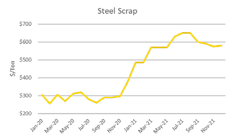 Steel Scrap
$700
$600
$500
$400
$300
$200
$/Ton
Jan-20
Mar-20
May-20
Jul-20
Sep-20
Nov-20
Jan-21
Mar-21
May-21
Jul-21
Sep-21
Nov-21